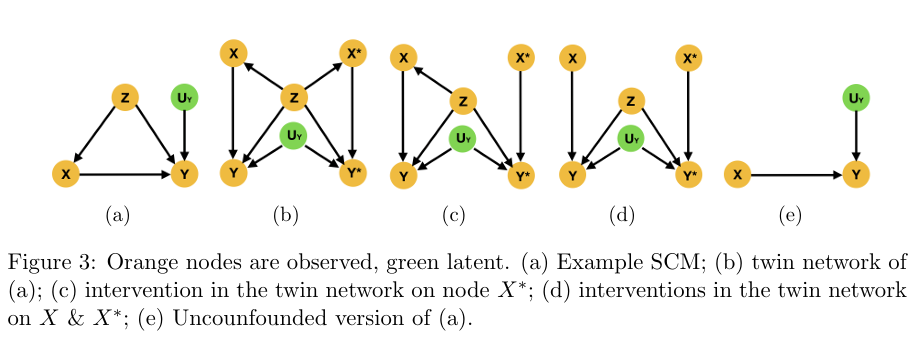 X X* X X* X X*
Z Uʏ Z Z Z Uʏ
Uʏ Uʏ Uʏ
X Y Y Y* Y Y* Y Y* X Y
(a) (b) (c) (d) (e)
Figure 3: Orange nodes are observed, green latent. (a) Example SCM; (b) twin network of
(a); (c) intervention in the twin network on node X*; (d) interventions in the twin network
on X & X*; (e) Uncounfounded version of (a).